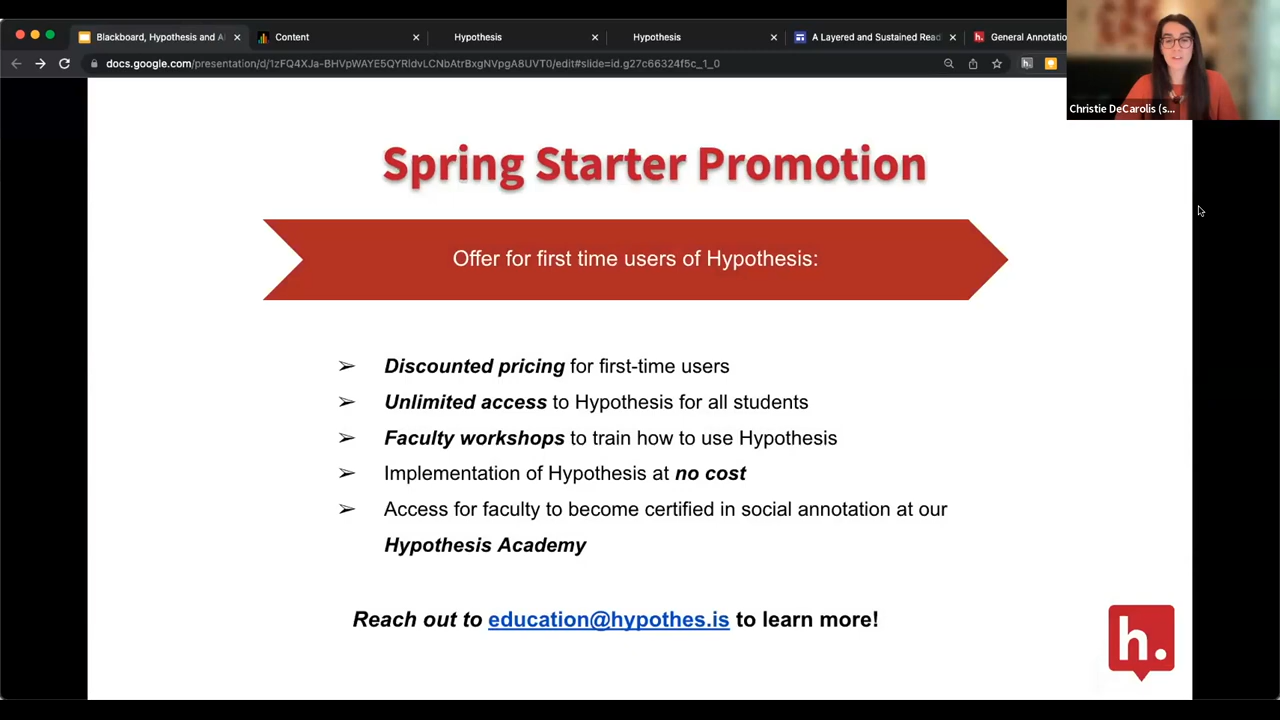 Blackboard, Hypothesis and A
Content
Hypothesis
Hypothesis
A Layered and Sustained Read
General Annotatio
docs.google.com/presentation/d/1zFQ4XJa-BHVpWAYE5QYRldvLCNbAtrBxgNVpgA8UVT0/edit#slide=id.g27c66324f5c_1_0
Christie DeCarolis (s...
Spring Starter Promotion
Offer for first time users of Hypothesis:
➢ Discounted pricing for first-time users
➢ Unlimited access to Hypothesis for all students
➢ Faculty workshops to train how to use Hypothesis
➢ Implementation of Hypothesis at no cost
➢ Access for faculty to become certified in social annotation at our
Hypothesis Academy
Reach out to education@hypothes.is to learn more!
h.